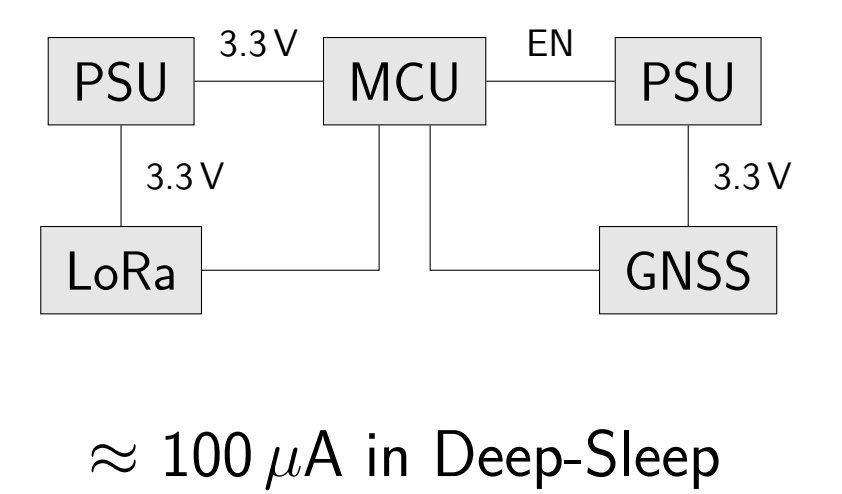 3.3 V EN
PSU MCU PSU
3.3 V 3.3 V
LoRa GNSS
≈ 100 μA in Deep-Sleep